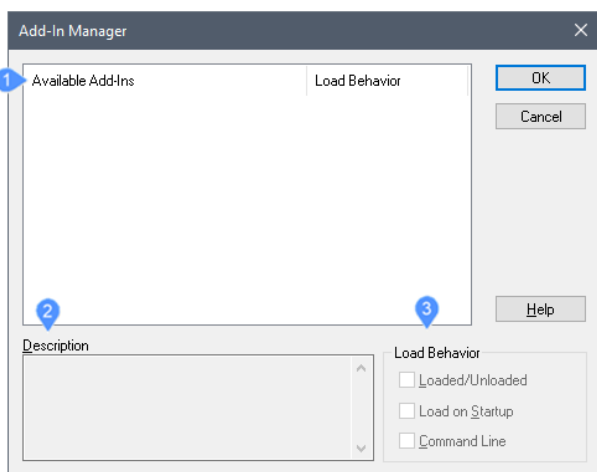 Add-In Manager
1 Available Add-Ins Load Behavior OK
Cancel
2 3 Help
Description Load Behavior
Loaded/Unloaded
Load on Startup
Command Line